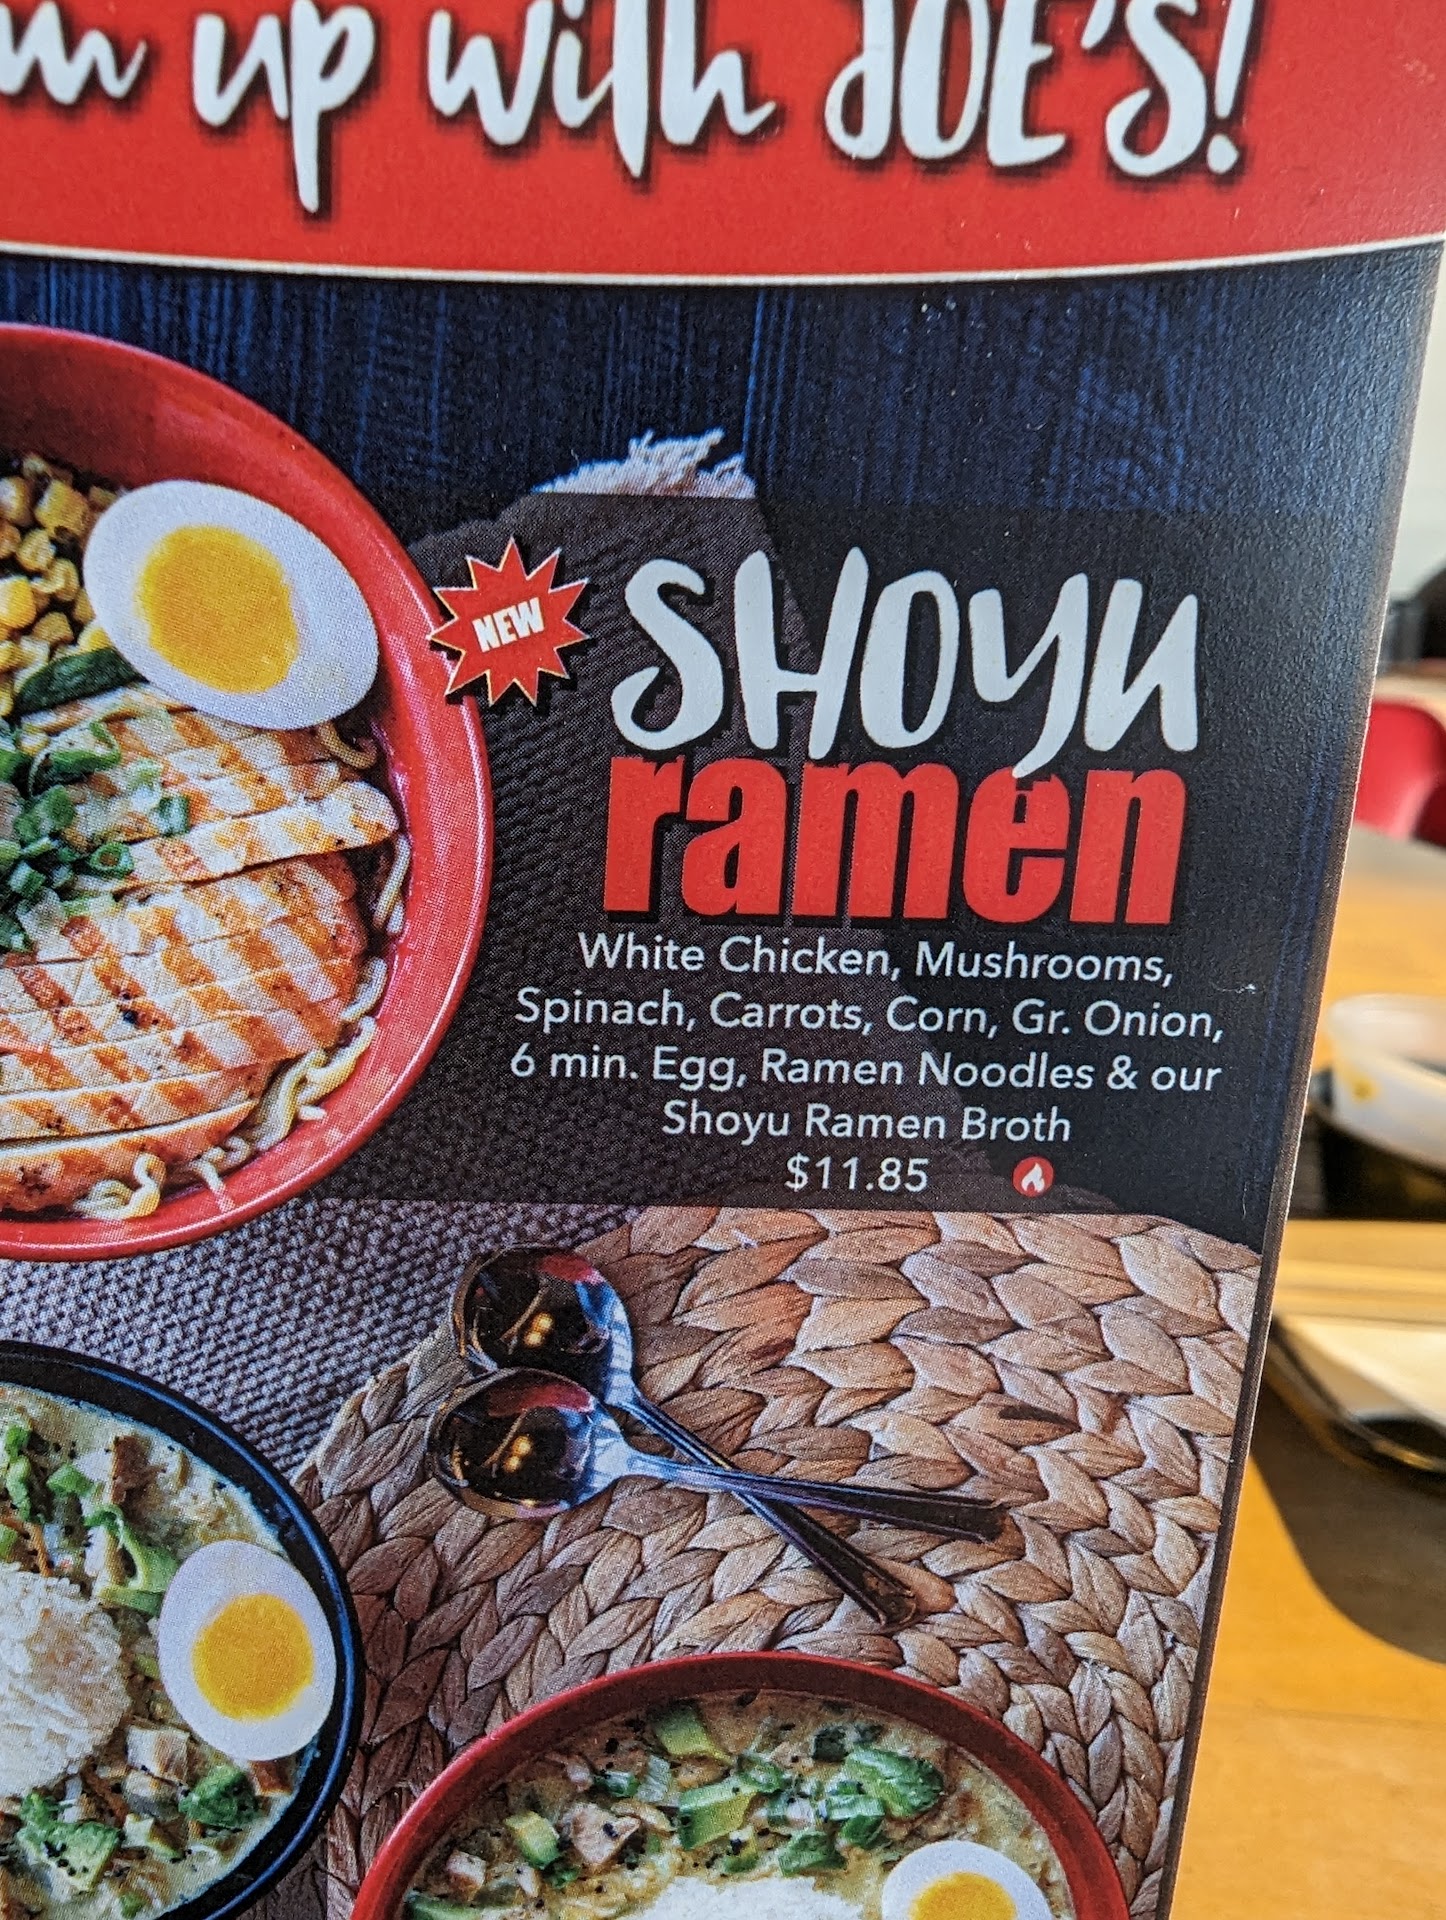 up with JOE'S!
NEW
SHOYU
ramen
White Chicken, Mushrooms,
Spinach, Carrots, Corn, Gr. Onion,
6 min. Egg, Ramen Noodles & our
Shoyu Ramen Broth
$11.85